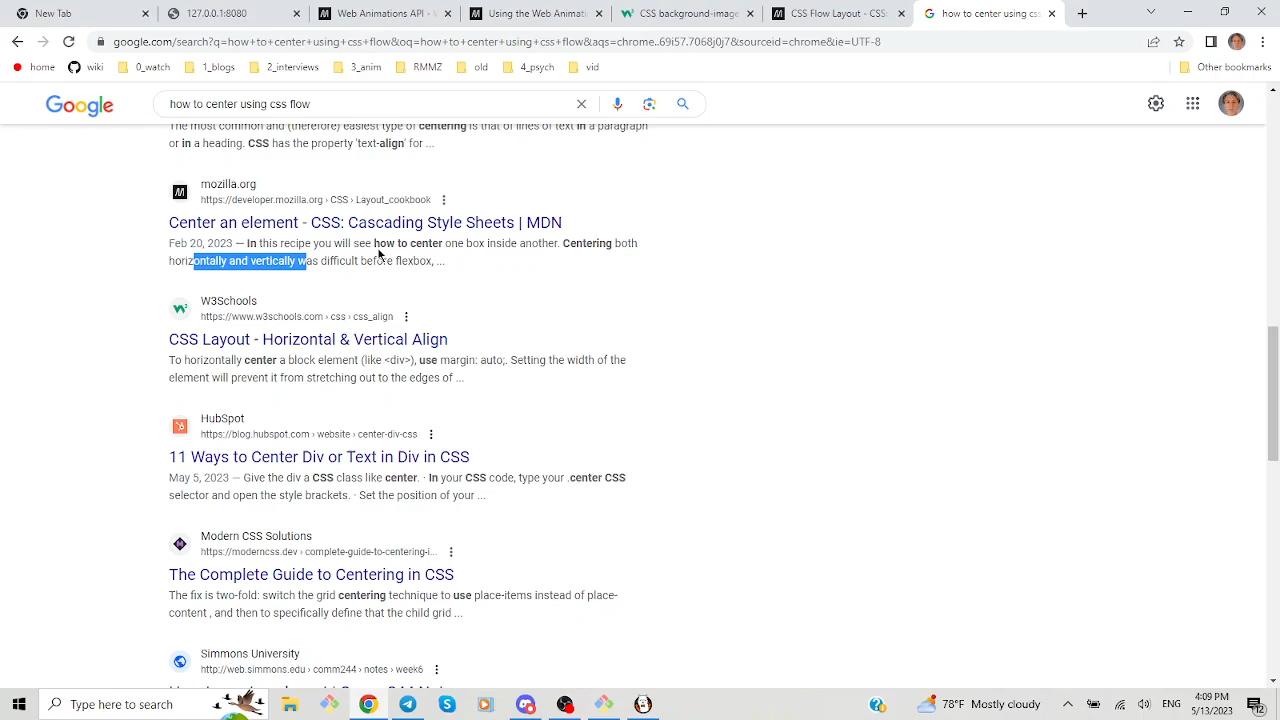 New Tab
127.0.0.1:8080
Web Animations API -
Using the Web Animati
CSS background-image
CSS Flow Layout - CSS:
how to center using css
google.com/search?q=how+to+center+using+css+flow&oq=how+to+center+using+css+flow&aqs=chrome..69i57.7068j0j7&sourceid=chrome&ie=UTF-8
home
wiki
0_watch
1_blogs
2_interviews
3_anim
RMMZ
old
4_psych
vid
Other bookmarks
Google
how to center using css flow
The most common and (therefore) easiest type of centering is that of lines of text in a paragraph
or in a heading. CSS has the property 'text-align' for ...
mozilla.org
https://developer.mozilla.org › CSS › Layout_cookbook
Center an element - CSS: Cascading Style Sheets | MDN
Feb 20, 2023 — In this recipe you will see how to center one box inside another. Centering both
horizontally and vertically was difficult before flexbox, ...
W3Schools
https://www.w3schools.com › css › css_align
CSS Layout - Horizontal & Vertical Align
To horizontally center a block element (like <div>), use margin: auto;. Setting the width of the
element will prevent it from stretching out to the edges of ...
HubSpot
https://blog.hubspot.com › website › center-div-css
11 Ways to Center Div or Text in Div in CSS
May 5, 2023 — Give the div a CSS class like center. · In your CSS code, type your .center CSS
selector and open the style brackets. · Set the position of your ...
Modern CSS Solutions
https://moderncss.dev › complete-guide-to-centering-i...
The Complete Guide to Centering in CSS
The fix is two-fold: switch the grid centering technique to use place-items instead of place-
content , and then to specifically define that the child grid ...
Simmons University
http://web.simmons.edu › comm244 › notes › week6
Type here to search
78°F Mostly cloudy
ENG
4:09 PM
5/13/2023
12